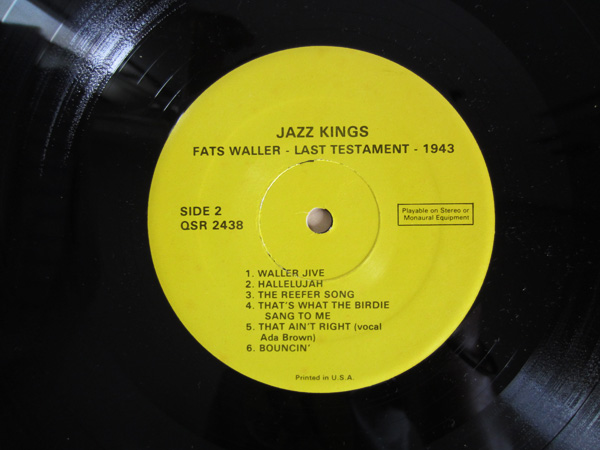 JAZZ KINGS
FATS WALLER - LAST TESTAMENT - 1943
SIDE 2
QSR 2438
Playable on Stereo or
Monaural Equipment
1. WALLER JIVE
2. HALLELUJAH
3. THE REEFER SONG
4. THAT'S WHAT THE BIRDIE
SANG TO ME
5. THAT AIN'T RIGHT (vocal
Ada Brown)
6. BOUNCIN'
Printed in U.S.A.